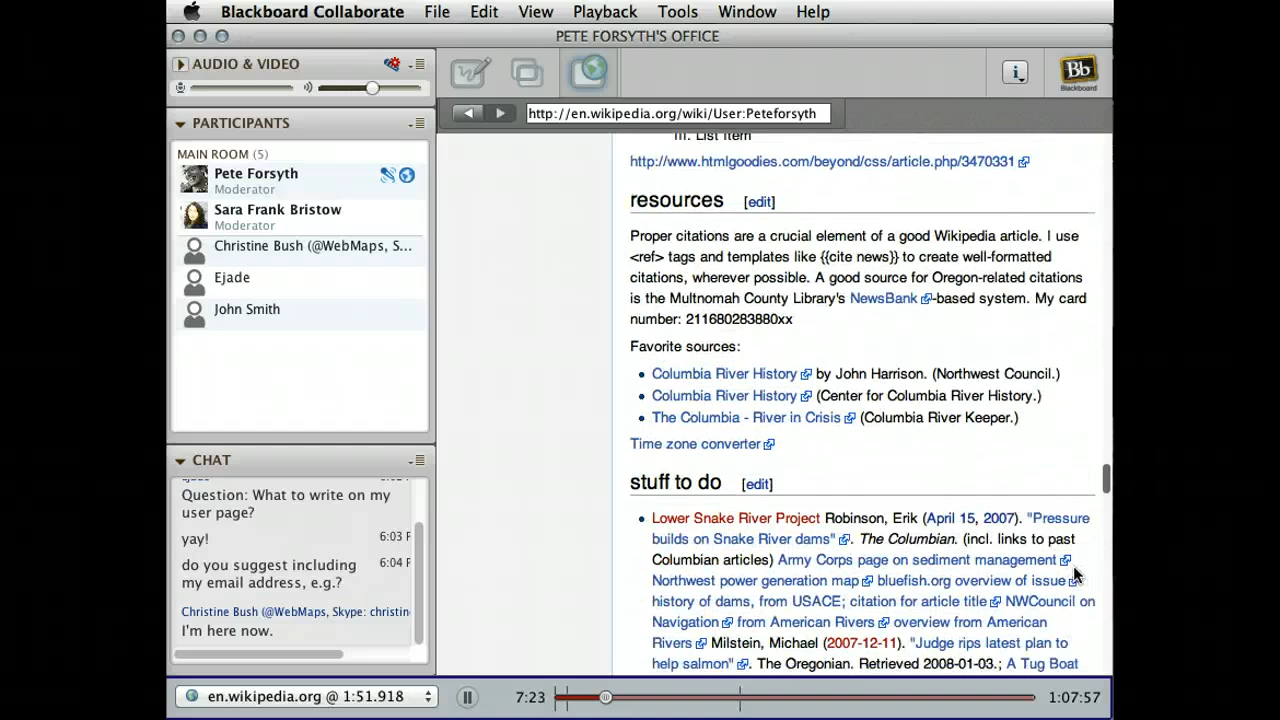 Blackboard Collaborate File Edit View Playback Tools Window Help
PETE FORSYTH'S OFFICE
AUDIO & VIDEO
PARTICIPANTS
MAIN ROOM (5)
Pete Forsyth
Moderator
Sara Frank Bristow
Moderator
Christine Bush (@WebMaps, S...
Ejade
John Smith
CHAT
Ejade
Question: What to write on my
user page?
yay! 6:03 P
do you suggest including 6:04 P
my email address, e.g.?
Christine Bush (@WebMaps, Skype: christin
I'm here now.
i
Bb
Blackboard
http://en.wikipedia.org/wiki/User:Peteforsyth
III. List item
http://www.htmlgoodies.com/beyond/css/article.php/3470331
resources [edit]
Proper citations are a crucial element of a good Wikipedia article. I use
<ref> tags and templates like {{cite news}} to create well-formatted
citations, wherever possible. A good source for Oregon-related citations
is the Multnomah County Library's NewsBank-based system. My card
number: 211680283880xx
Favorite sources:
• Columbia River History by John Harrison. (Northwest Council.)
• Columbia River History (Center for Columbia River History.)
• The Columbia - River in Crisis (Columbia River Keeper.)
Time zone converter
stuff to do [edit]
• Lower Snake River Project Robinson, Erik (April 15, 2007). "Pressure
builds on Snake River dams". The Columbian. (incl. links to past
Columbian articles) Army Corps page on sediment management
Northwest power generation map bluefish.org overview of issue
history of dams, from USACE; citation for article title NWCouncil on
Navigation from American Rivers overview from American
Rivers Milstein, Michael (2007-12-11). "Judge rips latest plan to
help salmon". The Oregonian. Retrieved 2008-01-03.; A Tug Boat
en.wikipedia.org @ 1:51.918 7:23 1:07:57